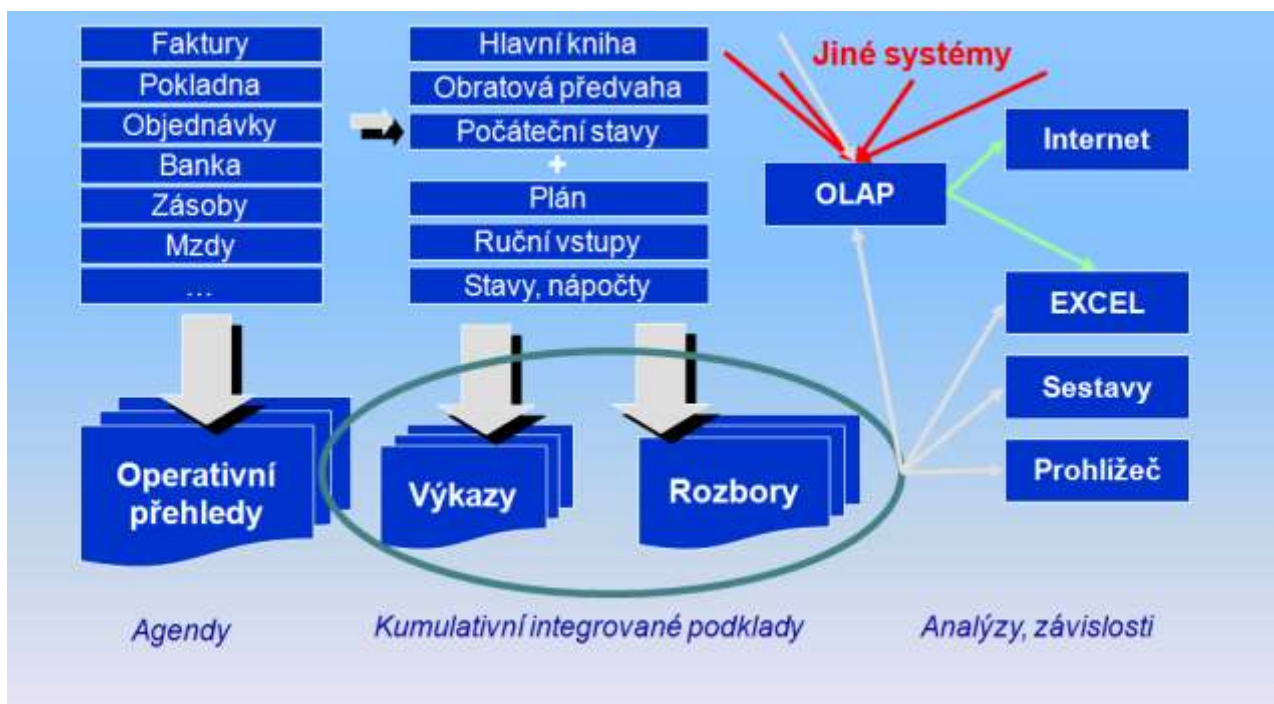 Faktury
Pokladna
Objednávky
Banka
Zásoby
Mzdy
...
Operativní
přehledy
Agendy
Hlavní kniha
Obratová předvaha
Počáteční stavy
+
Plán
Ruční vstupy
Stavy, nápočty
Výkazy
Rozbory
Kumulativní integrované podklady
Jiné systémy
OLAP
Internet
EXCEL
Sestavy
Prohlížeč
Analýzy, závislosti